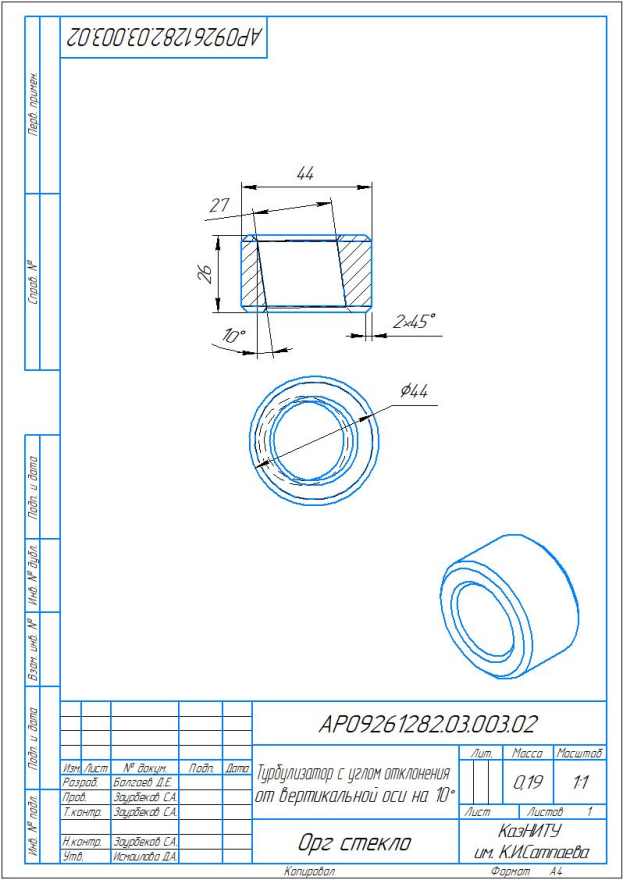 АР09261282.03.003.02
Перв. примен.
Справ. №
Подп. и дата
Инв. № дубл.
Взам. инв. №
Подп. и дата
Инв. № подл.
44
27
26
10°
2×45°
Ф44
АР09261282.03.003.02
Изм. Лист № докум. Подп. Дата
Разраб. Балгаев Д.Е.
Пров. Заурбеков С.А.
Т.контр. Заурбеков С.А.
Н.контр. Заурбеков С.А.
Утв. Исмаилова Д.А.
Турбулизатор с углом отклонения
от вертикальной оси на 10°
Лит. Масса Масштаб
0,19 1:1
Лист Листов 1
Орг стекло
КазНИТУ
им. К.И.Сатпаева
Копировал Формат А4